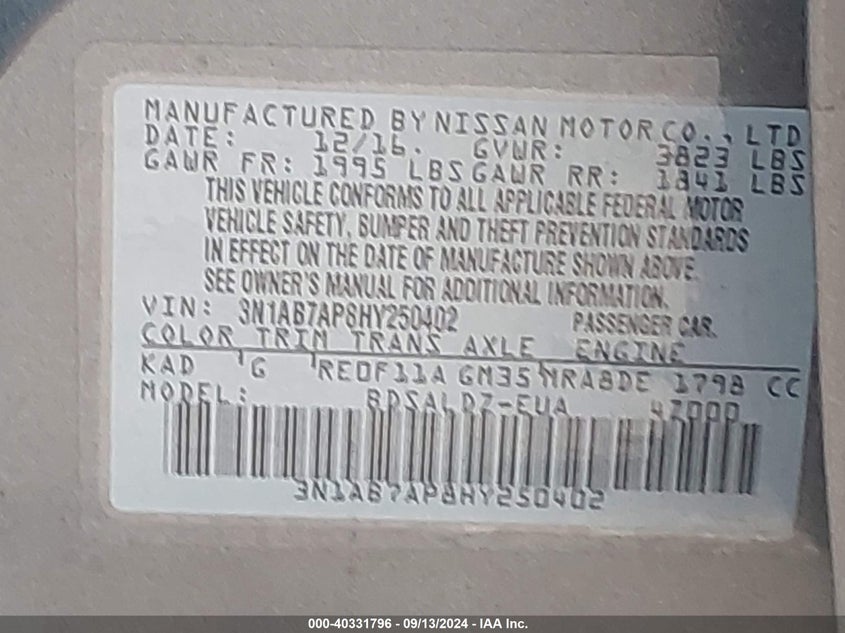 MANUFACTURED BY NISSAN MOTOR CO., LTD
DATE: 12/16. GVWR: 3823 LBS
GAWR FR: 1995 LBS GAWR RR: 1841 LBS
THIS VEHICLE CONFORMS TO ALL APPLICABLE FEDERAL MOTOR
VEHICLE SAFETY, BUMPER AND THEFT PREVENTION STANDARDS
IN EFFECT ON THE DATE OF MANUFACTURE SHOWN ABOVE.
SEE OWNER'S MANUAL FOR ADDITIONAL INFORMATION.
VIN: 3N1AB7AP8HY250402 PASSENGER CAR.
COLOR TRIM TRANS AXLE ENGINE
KAD G RE0F11A GM35 MRA8DE 1798 CC
MODEL: BDSALDZ-EUA 4Z000
3N1AB7AP8HY250402
000-40331796 - 09/13/2024 - IAA Inc.